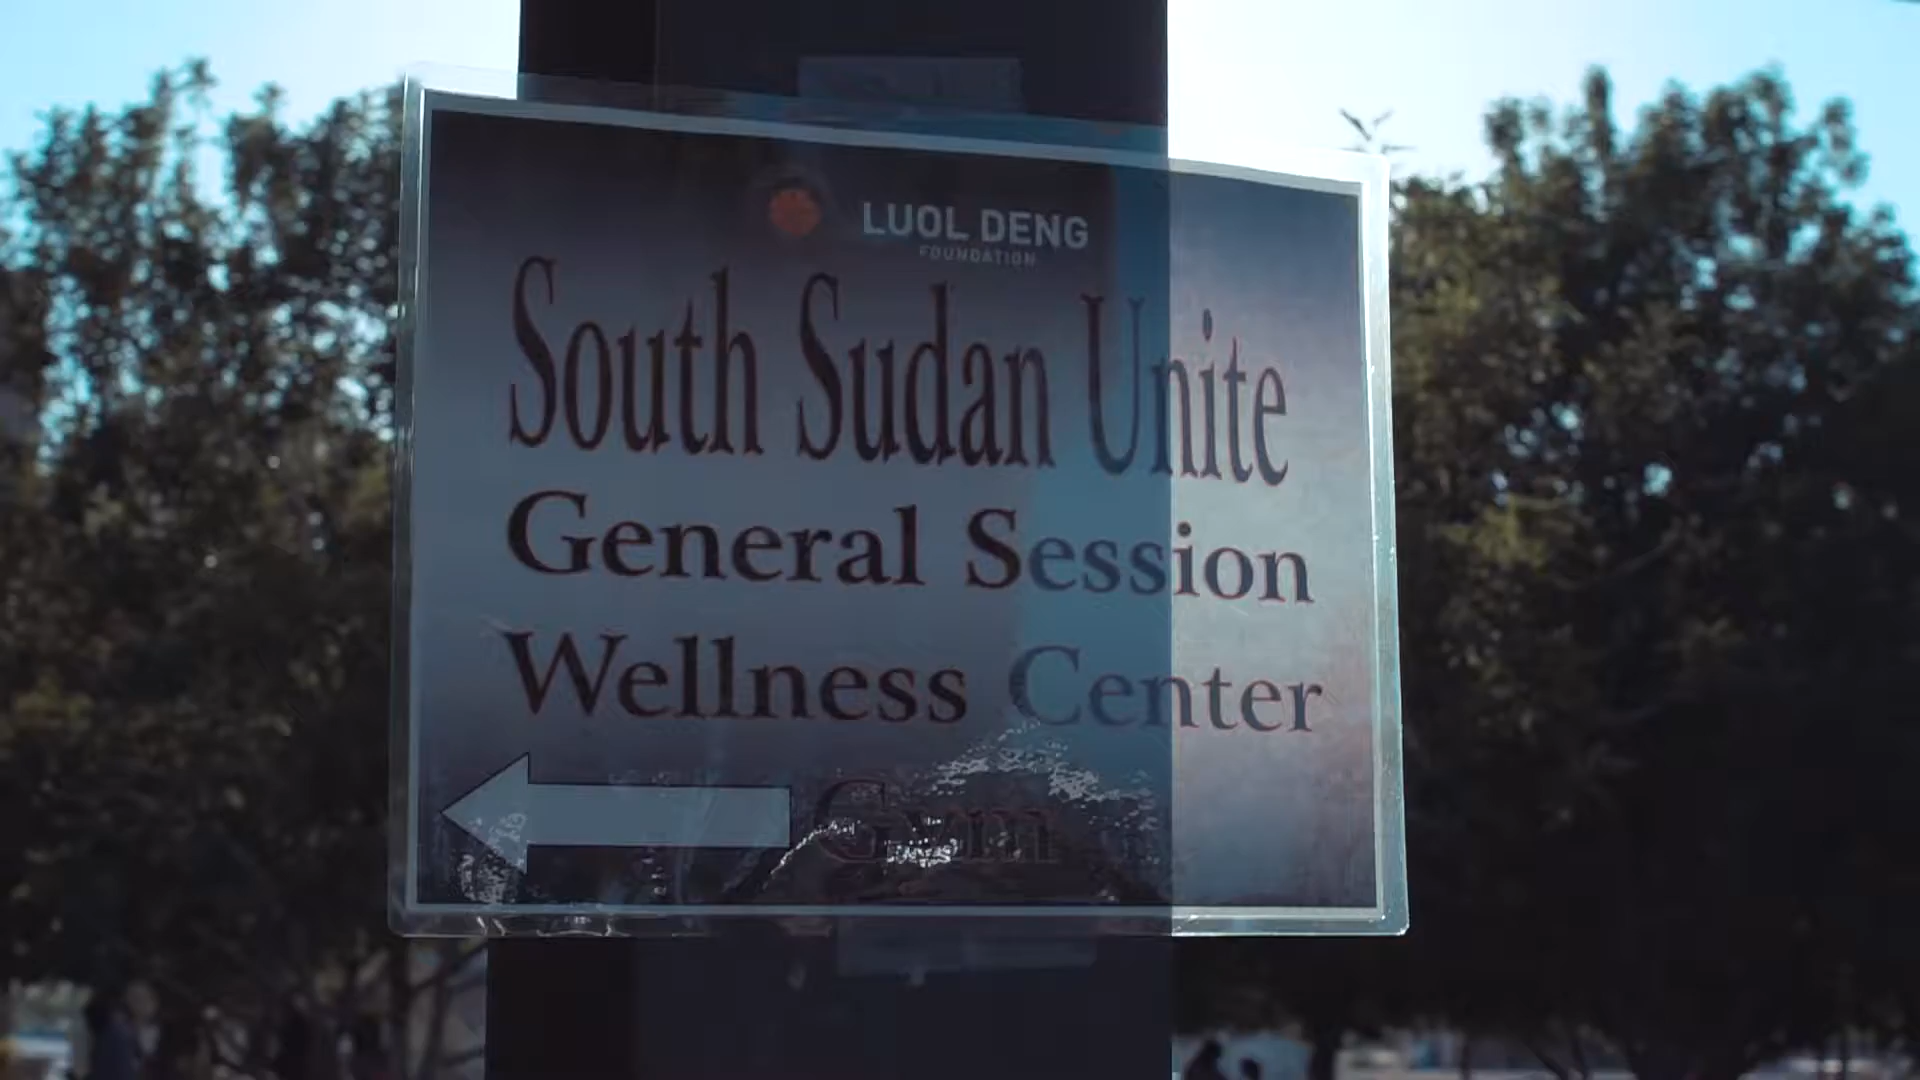 LUOL DENG
FOUNDATION
South Sudan Unite
General Session
Wellness Center
Gym